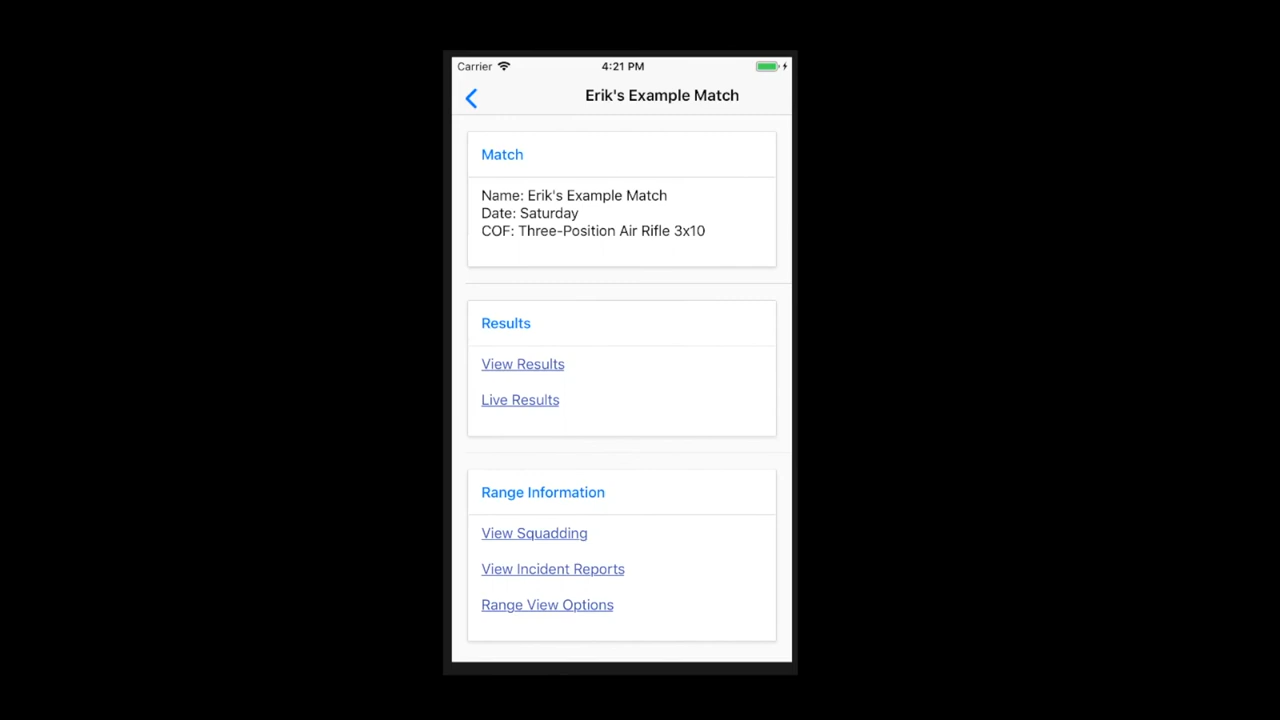 Carrier 4:21 PM
Erik's Example Match
Match
Name: Erik's Example Match
Date: Saturday
COF: Three-Position Air Rifle 3x10
Results
View Results
Live Results
Range Information
View Squadding
View Incident Reports
Range View Options